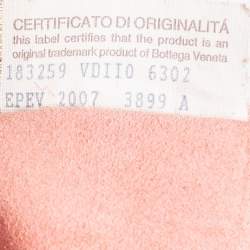 CERTIFICATO DI ORIGINALITÁ
this label certifies that the product is an
original trademark product of Bottega Veneta
183259 VDII0 6302
EPEV 2007 3899 A